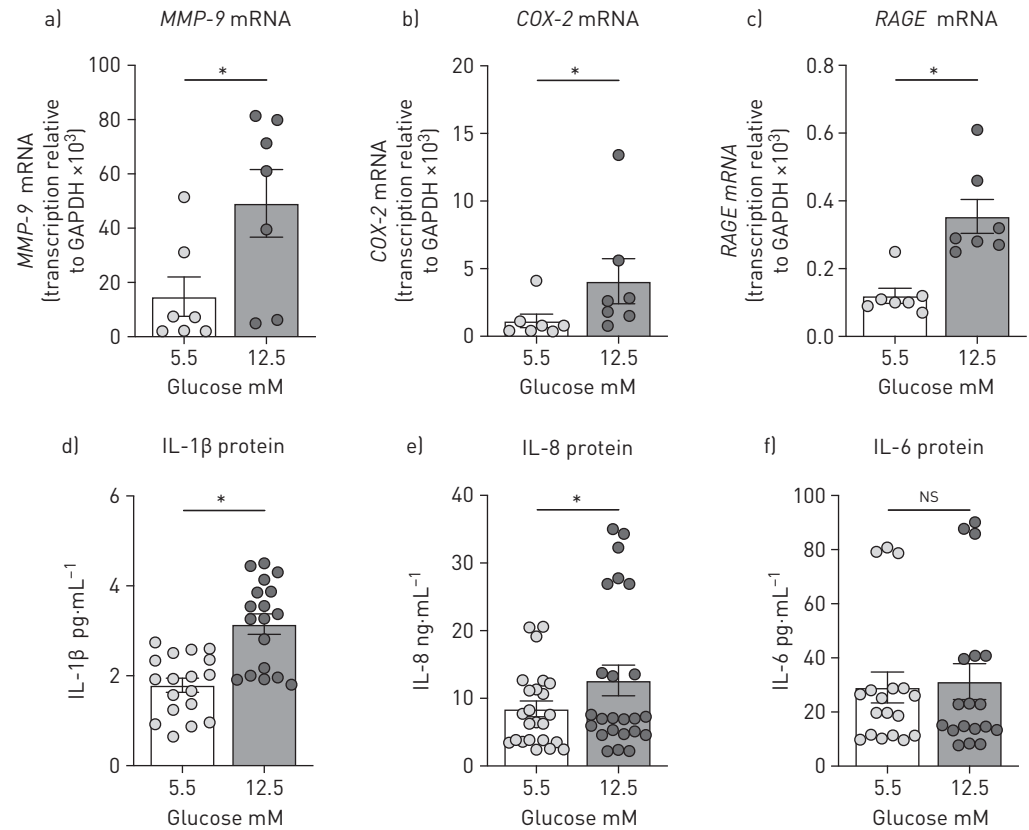 a)
MMP-9 mRNA
MMP-9 mRNA
(transcription relative
to GAPDH ×10³)
100
80
60
40
20
0
*
5.5
12.5
Glucose mM
b)
COX-2 mRNA
COX-2 mRNA
(transcription relative
to GAPDH ×10³)
20
15
10
5
0
*
5.5
12.5
Glucose mM
c)
RAGE mRNA
RAGE mRNA
(transcription relative
to GAPDH ×10³)
0.8
0.6
0.4
0.2
0.0
*
5.5
12.5
Glucose mM
d)
IL-1β protein
IL-1β pg·mL⁻¹
6
4
2
0
*
5.5
12.5
Glucose mM
e)
IL-8 protein
IL-8 ng·mL⁻¹
40
30
20
10
0
*
5.5
12.5
Glucose mM
f)
IL-6 protein
IL-6 pg·mL⁻¹
100
80
60
40
20
0
NS
5.5
12.5
Glucose mM